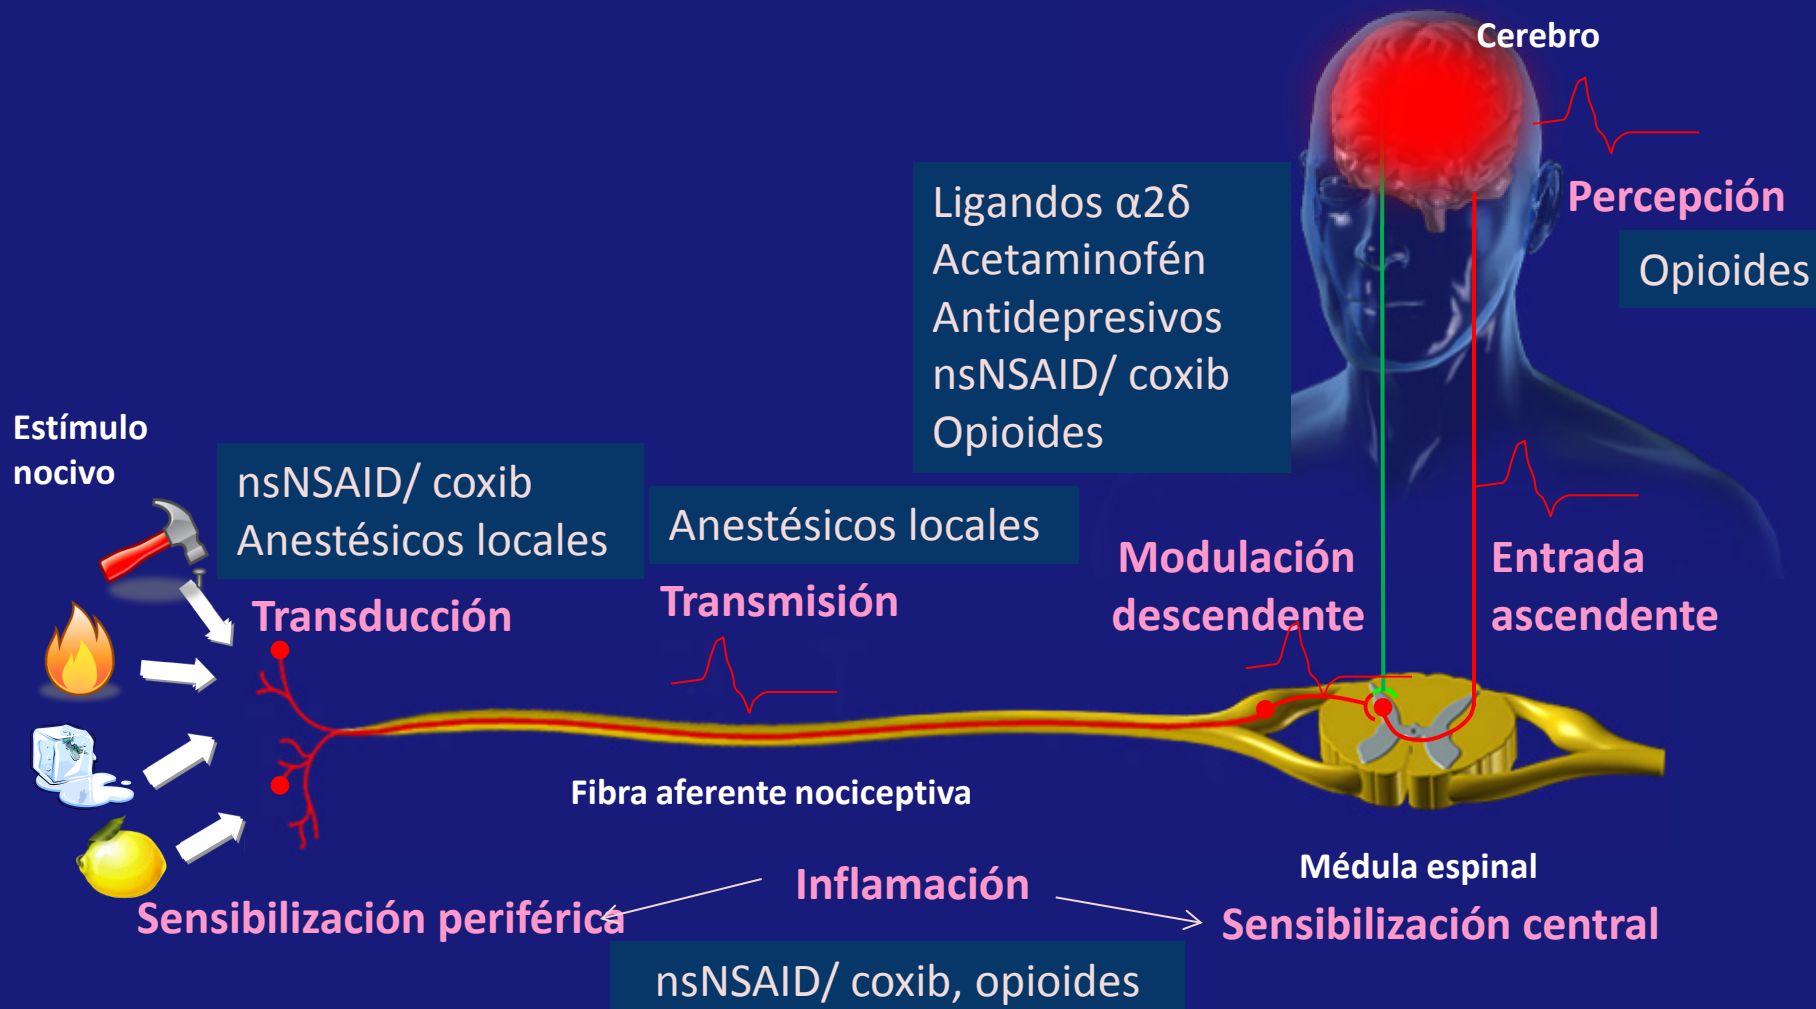 Cerebro
Percepción
Opioides
Ligandos α2δ
Acetaminofén
Antidepresivos
nsNSAID/ coxib
Opioides
Estímulo
nocivo
nsNSAID/ coxib
Anestésicos locales
Anestésicos locales
Transducción
Transmisión
Modulación
descendente
Entrada
ascendente
Fibra aferente nociceptiva
Médula espinal
Inflamación
Sensibilización periférica
Sensibilización central
nsNSAID/ coxib, opioides